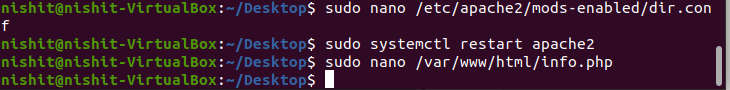 nishit@nishit-VirtualBox:~/Desktop$ sudo nano /etc/apache2/mods-enabled/dir.con
f
nishit@nishit-VirtualBox:~/Desktop$ sudo systemctl restart apache2
nishit@nishit-VirtualBox:~/Desktop$ sudo nano /var/www/html/info.php
nishit@nishit-VirtualBox:~/Desktop$